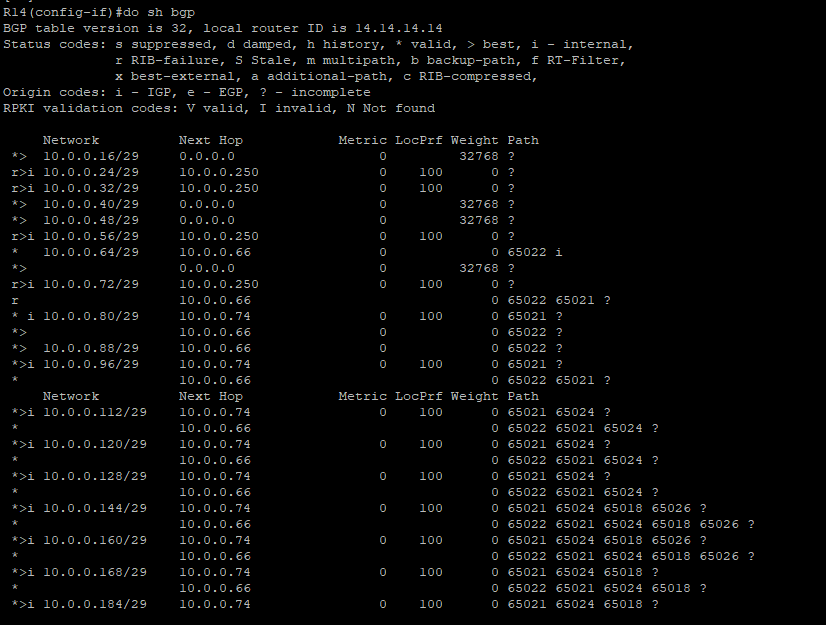 R14(config-if)#do sh bgp
BGP table version is 32, local router ID is 14.14.14.14
Status codes: s suppressed, d damped, h history, * valid, > best, i - internal,
              r RIB-failure, S Stale, m multipath, b backup-path, f RT-Filter,
              x best-external, a additional-path, c RIB-compressed,
Origin codes: i - IGP, e - EGP, ? - incomplete
RPKI validation codes: V valid, I invalid, N Not found
     Network          Next Hop            Metric LocPrf Weight Path
 *>  10.0.0.16/29     0.0.0.0                  0         32768 ?
 r>i 10.0.0.24/29     10.0.0.250               0    100      0 ?
 r>i 10.0.0.32/29     10.0.0.250               0    100      0 ?
 *>  10.0.0.40/29     0.0.0.0                  0         32768 ?
 *>  10.0.0.48/29     0.0.0.0                  0         32768 ?
 r>i 10.0.0.56/29     10.0.0.250               0    100      0 ?
 *   10.0.0.64/29     10.0.0.66                0             0 65022 i
 *>                   0.0.0.0                  0         32768 ?
 r>i 10.0.0.72/29     10.0.0.250               0    100      0 ?
 r                    10.0.0.66                              0 65022 65021 ?
 * i 10.0.0.80/29     10.0.0.74                0    100      0 65021 ?
 *>                   10.0.0.66                0             0 65022 ?
 *>  10.0.0.88/29     10.0.0.66                0             0 65022 ?
 *>i 10.0.0.96/29     10.0.0.74                0    100      0 65021 ?
 *                    10.0.0.66                              0 65022 65021 ?
     Network          Next Hop            Metric LocPrf Weight Path
 *>i 10.0.0.112/29    10.0.0.74                0    100      0 65021 65024 ?
 *                    10.0.0.66                              0 65022 65021 65024 ?
 *>i 10.0.0.120/29    10.0.0.74                0    100      0 65021 65024 ?
 *                    10.0.0.66                              0 65022 65021 65024 ?
 *>i 10.0.0.128/29    10.0.0.74                0    100      0 65021 65024 ?
 *                    10.0.0.66                              0 65022 65021 65024 ?
 *>i 10.0.0.144/29    10.0.0.74                0    100      0 65021 65024 65018 65026 ?
 *                    10.0.0.66                              0 65022 65021 65024 65018 65026 ?
 *>i 10.0.0.160/29    10.0.0.74                0    100      0 65021 65024 65018 65026 ?
 *                    10.0.0.66                              0 65022 65021 65024 65018 65026 ?
 *>i 10.0.0.168/29    10.0.0.74                0    100      0 65021 65024 65018 ?
 *                    10.0.0.66                              0 65022 65021 65024 65018 ?
 *>i 10.0.0.184/29    10.0.0.74                0    100      0 65021 65024 65018 ?